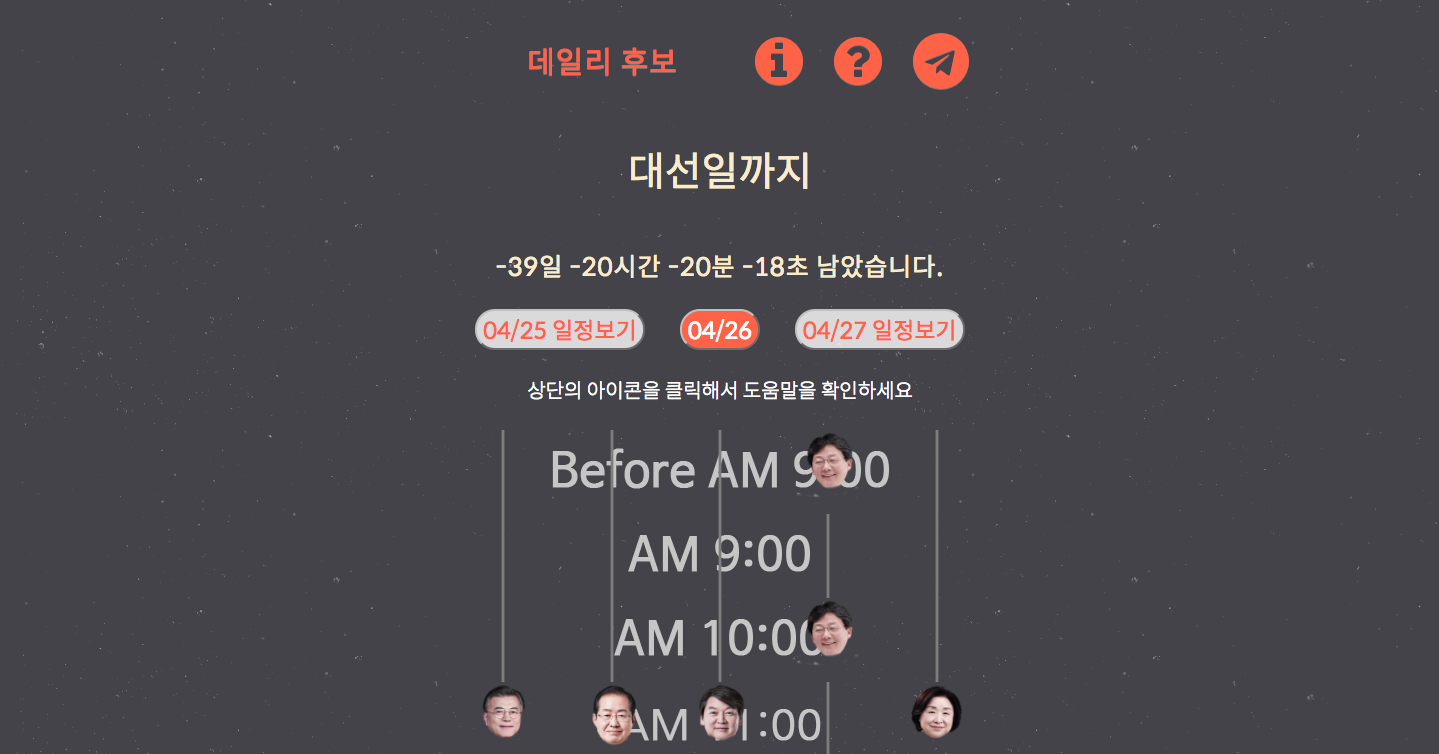 데일리 후보
대선일까지
-39일 -20시간 -20분 -18초 남았습니다.
04/25 일정보기 04/26 04/27 일정보기
상단의 아이콘을 클릭해서 도움말을 확인하세요
Before AM 9:00
AM 9:00
AM 10:00
AM 11:00